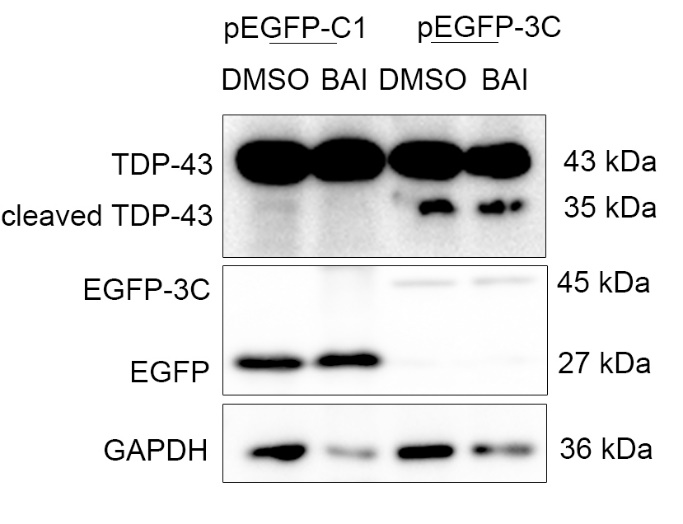 pEGFP-C1 pEGFP-3C
DMSO BAI DMSO BAI
TDP-43 43 kDa
cleaved TDP-43 35 kDa
EGFP-3C 45 kDa
EGFP 27 kDa
GAPDH 36 kDa